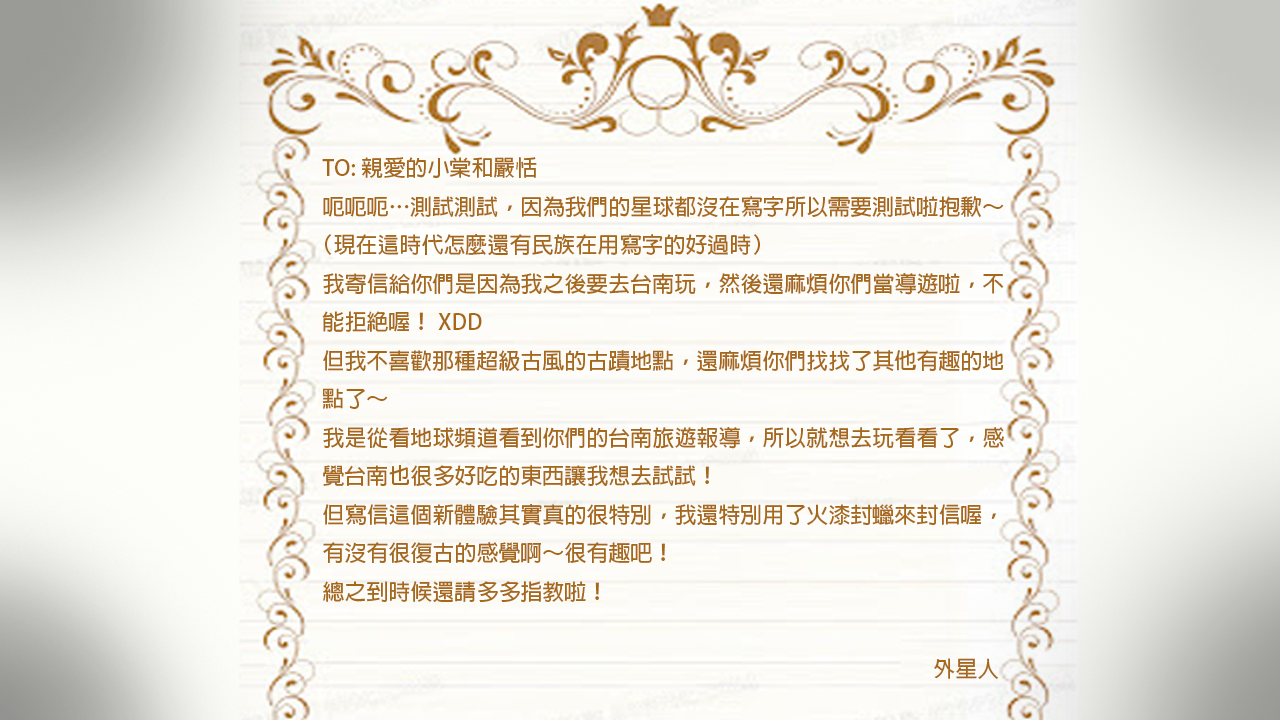 TO: 親愛的小棠和嚴恬
呃呃呃…測試測試，因為我們的星球都沒在寫字所以需要測試啦抱歉～
（現在這時代怎麼還有民族在用寫字的好過時）
我寄信給你們是因為我之後要去台南玩，然後還麻煩你們當導遊啦，不
能拒絕喔！ XDD
但我不喜歡那種超級古風的古蹟地點，還麻煩你們找找了其他有趣的地
點了～
我是從看地球頻道看到你們的台南旅遊報導，所以就想去玩看看了，感
覺台南也很多好吃的東西讓我想去試試！
但寫信這個新體驗其實真的很特別，我還特別用了火漆封蠟來封信喔，
有沒有很復古的感覺啊～很有趣吧！
總之到時候還請多多指教啦！
外星人